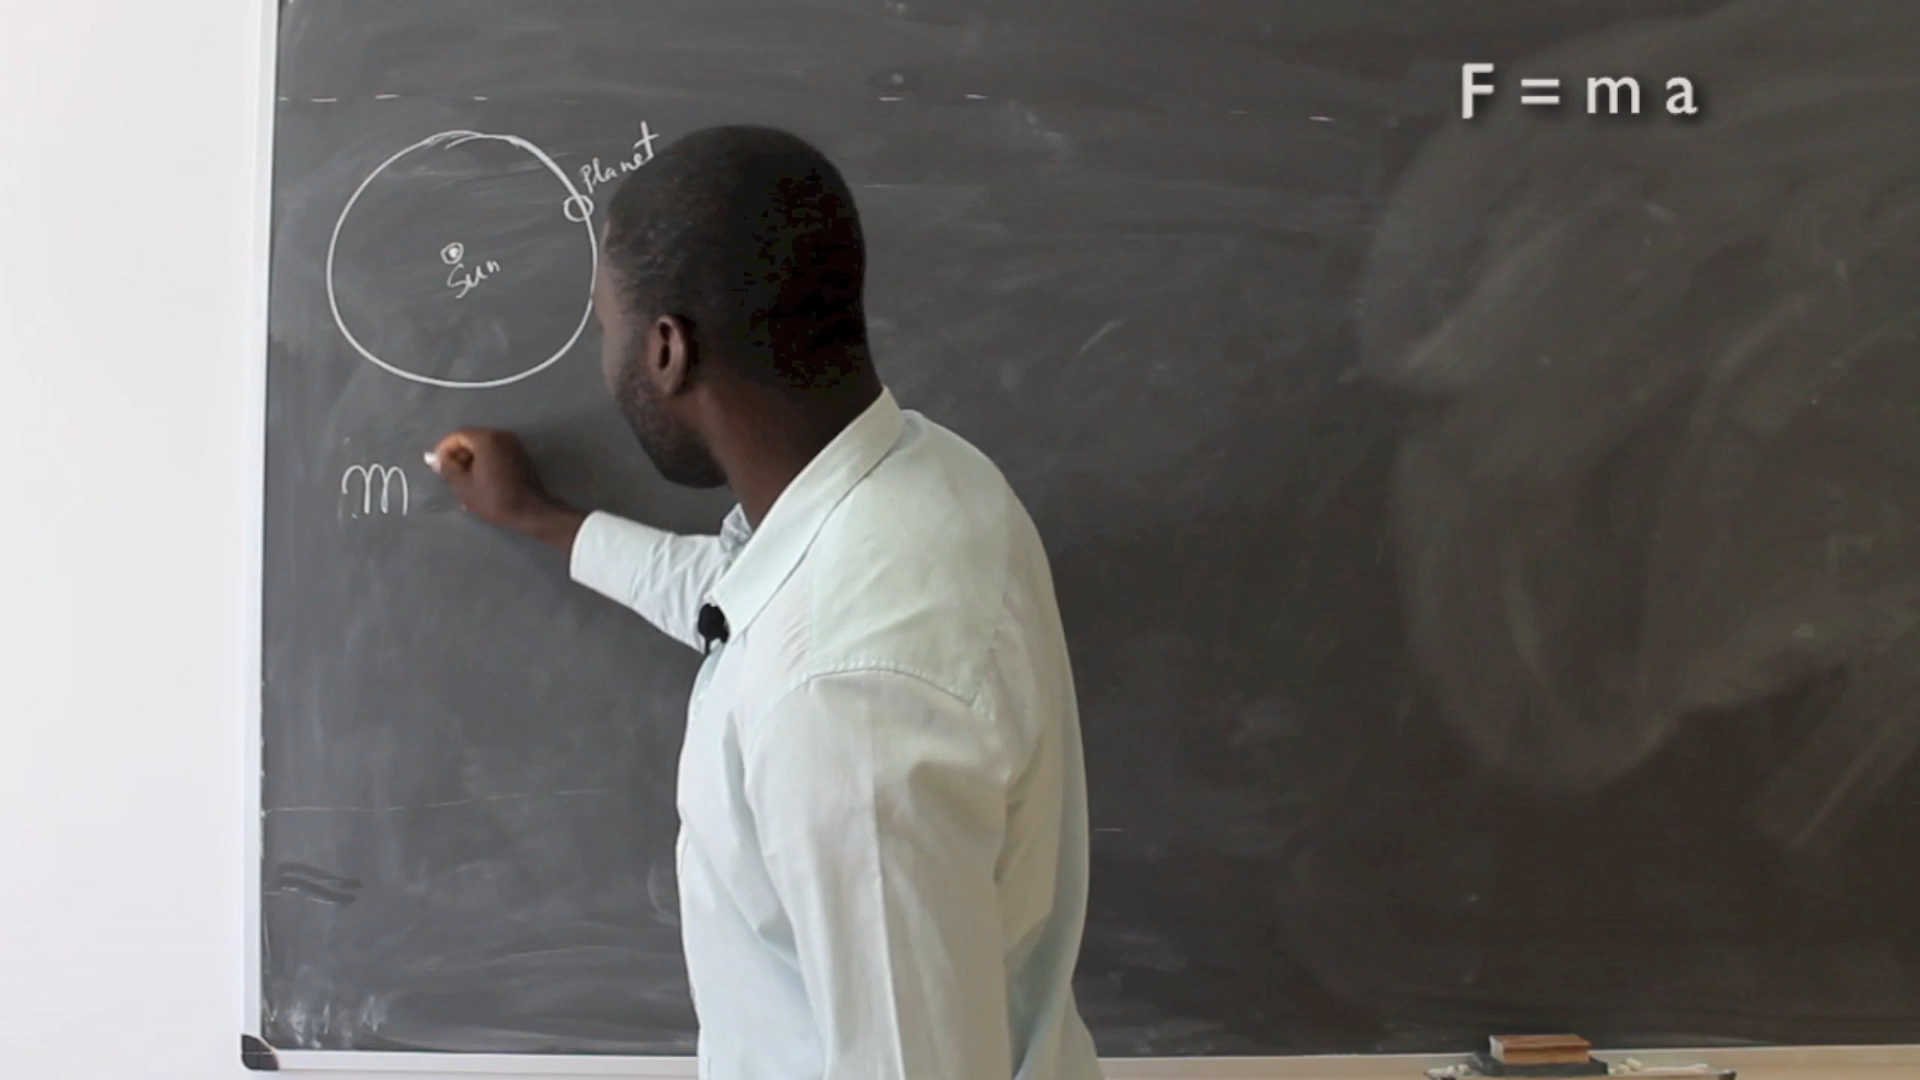 F = m a
Planet
Sun
m